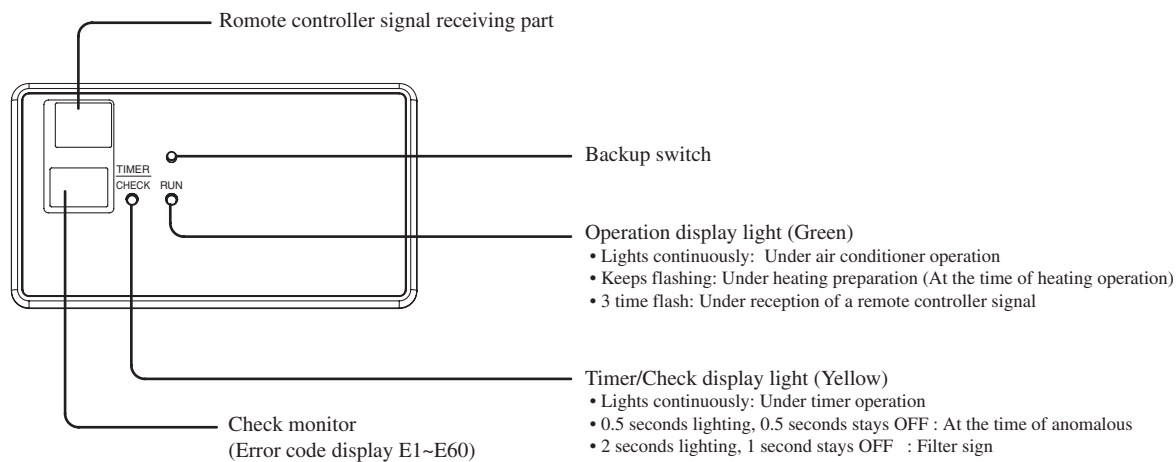 Romote controller signal receiving part
Backup switch
TIMER
CHECK RUN
Operation display light (Green)
• Lights continuously: Under air conditioner operation
• Keeps flashing: Under heating preparation (At the time of heating operation)
• 3 time flash: Under reception of a remote controller signal
Timer/Check display light (Yellow)
• Lights continuously: Under timer operation
• 0.5 seconds lighting, 0.5 seconds stays OFF : At the time of anomalous
• 2 seconds lighting, 1 second stays OFF : Filter sign
Check monitor
(Error code display E1~E60)